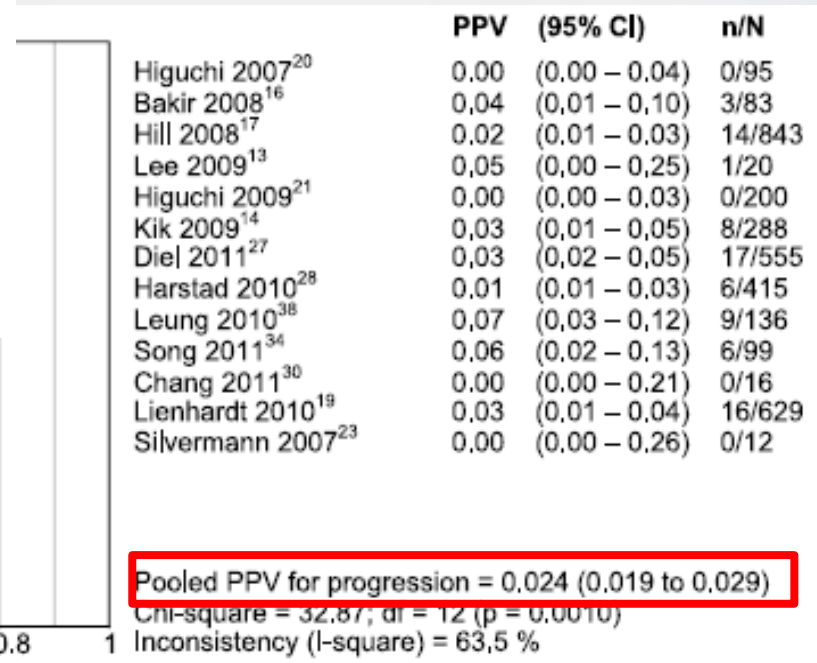 PPV (95% CI) n/N
Higuchi 2007²⁰ 0.00 (0.00 – 0.04) 0/95
Bakir 2008¹⁶ 0.04 (0.01 – 0.10) 3/83
Hill 2008¹⁷ 0.02 (0.01 – 0.03) 14/843
Lee 2009¹³ 0.05 (0.00 – 0.25) 1/20
Higuchi 2009²¹ 0.00 (0.00 – 0.03) 0/200
Kik 2009¹⁴ 0.03 (0.01 – 0.05) 8/288
Diel 2011²⁷ 0.03 (0.02 – 0.05) 17/555
Harstad 2010²⁸ 0.01 (0.01 – 0.03) 6/415
Leung 2010³⁸ 0.07 (0.03 – 0.12) 9/136
Song 2011³⁴ 0.06 (0.02 – 0.13) 6/99
Chang 2011³⁰ 0.00 (0.00 – 0.21) 0/16
Lienhardt 2010¹⁹ 0.03 (0.01 – 0.04) 16/629
Silvermann 2007²³ 0.00 (0.00 – 0.26) 0/12
Pooled PPV for progression = 0.024 (0.019 to 0.029)
Chi-square = 32.87; df = 12 (p = 0.0010)
0.8 1 Inconsistency (I-square) = 63,5 %